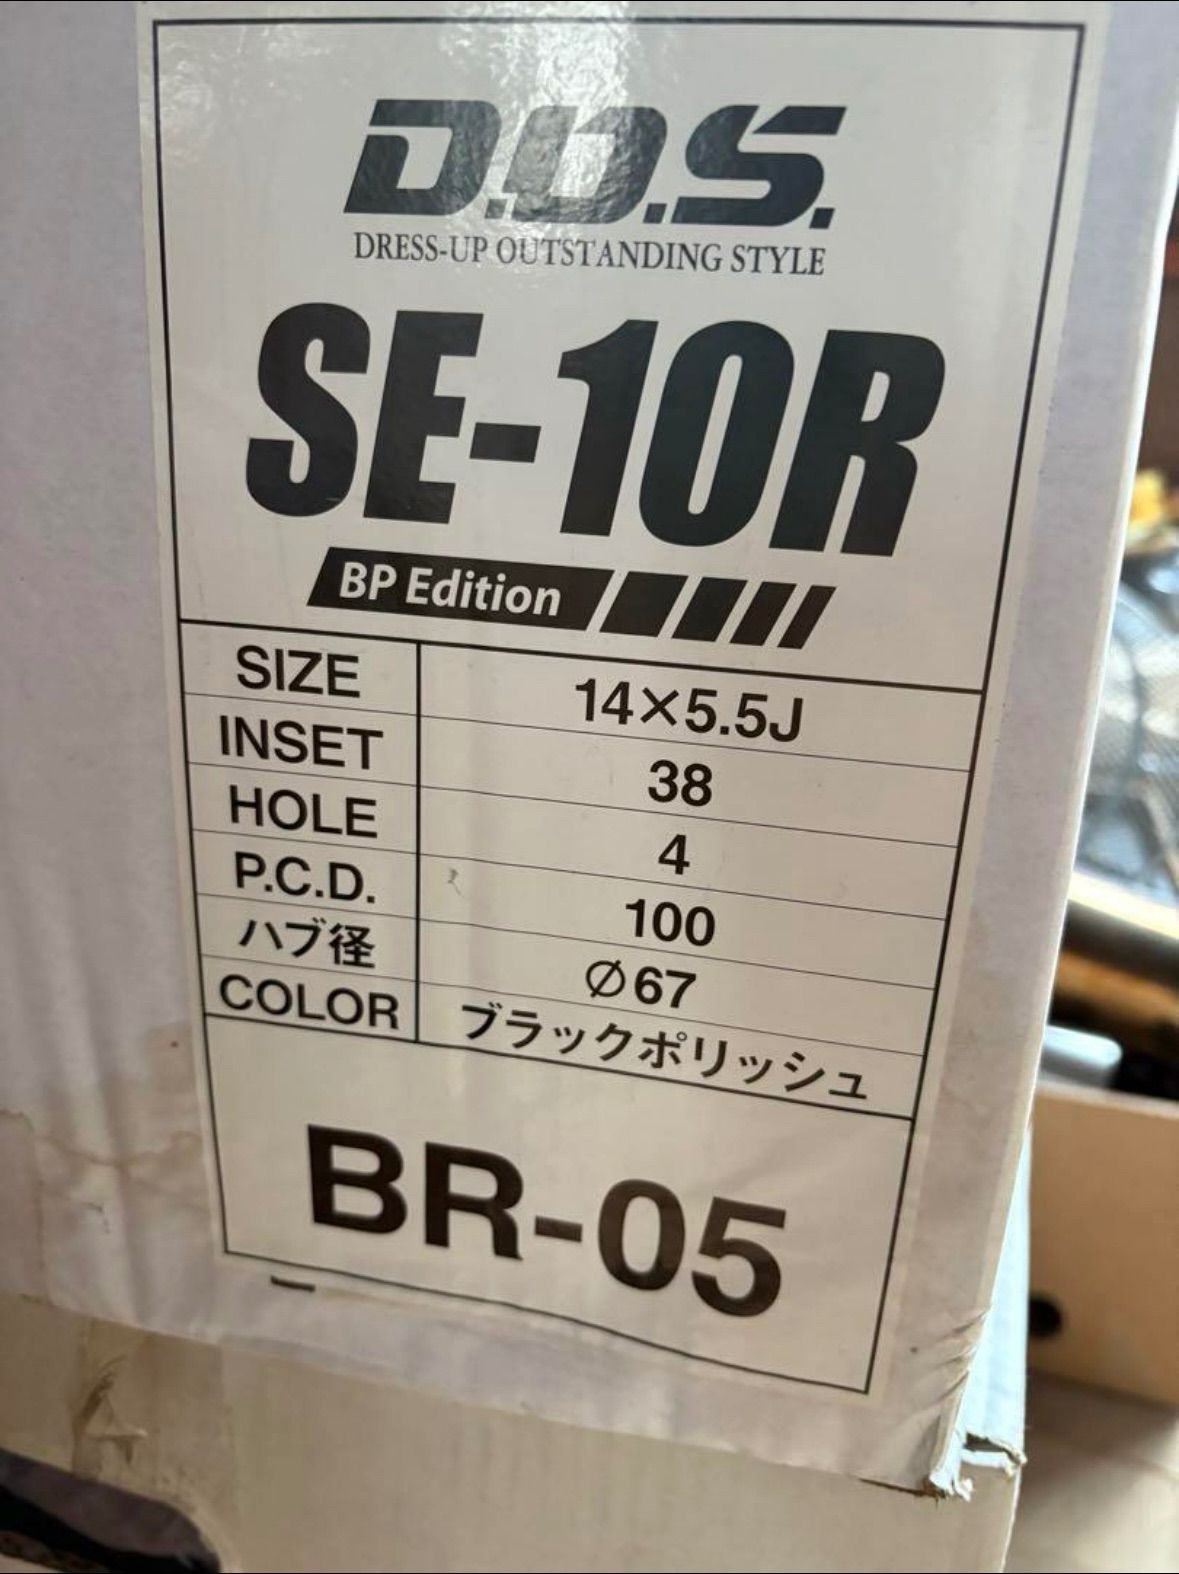 D.O.S.
DRESS-UP OUTSTANDING STYLE
SE-10R
BP Edition
SIZE 14×5.5J
INSET 38
HOLE 4
P.C.D. 100
ハブ径 ∅67
COLOR ブラックポリッシュ
BR-05